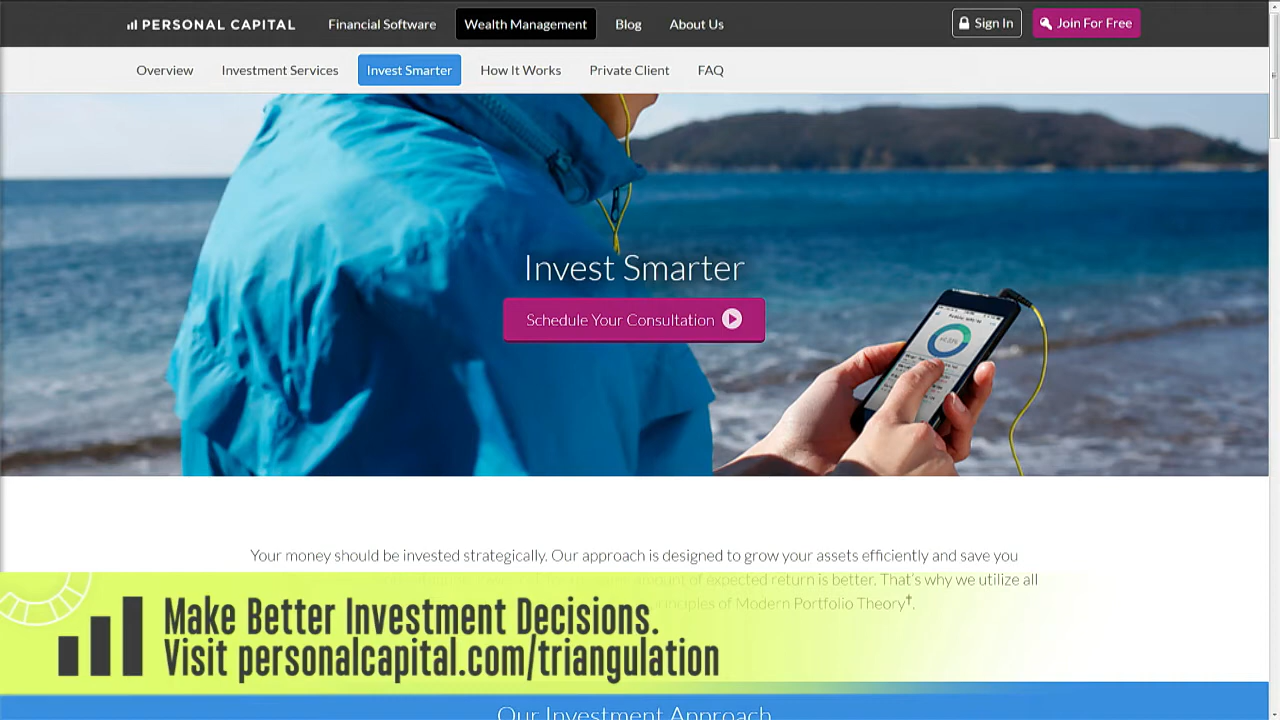 PERSONAL CAPITAL Financial Software Wealth Management Blog About Us Sign In Join For Free
Overview Investment Services Invest Smarter How It Works Private Client FAQ
Invest Smarter
Schedule Your Consultation
Your money should be invested strategically. Our approach is designed to grow your assets efficiently and save you
amount of expected return is better. That's why we utilize all
principles of Modern Portfolio Theory†.
Make Better Investment Decisions.
Visit personalcapital.com/triangulation
Our Investment Approach